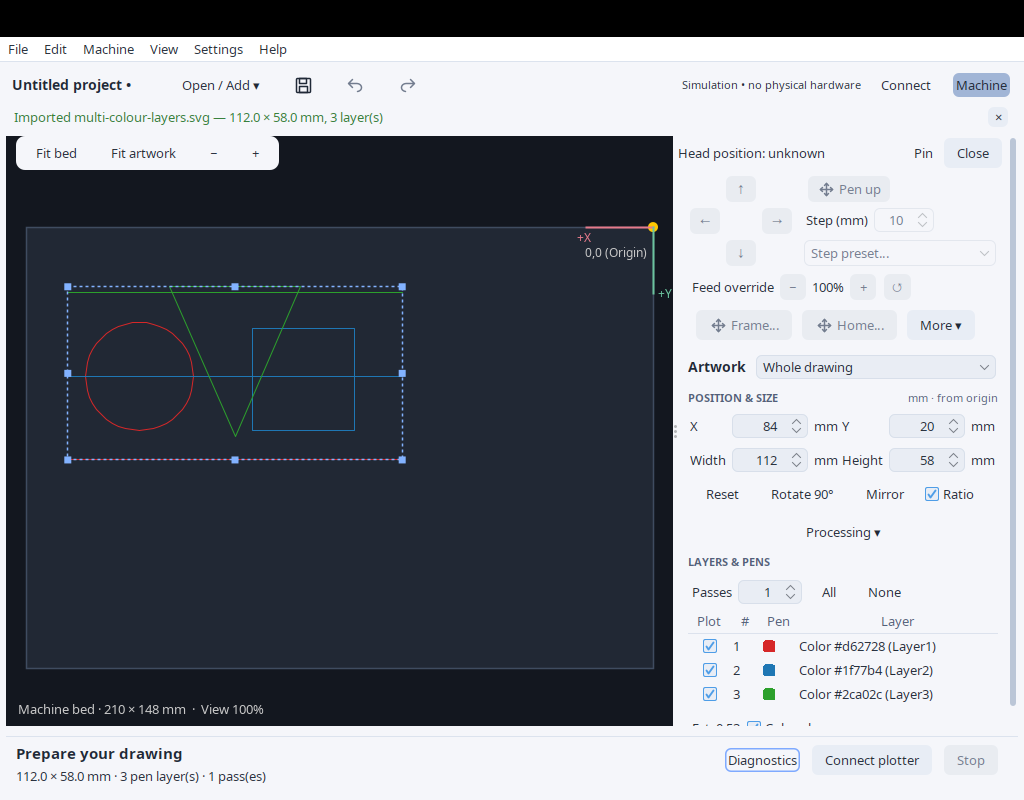 File Edit Machine View Settings Help
Untitled project • Open / Add ▾ Simulation • no physical hardware Connect Machine
Imported multi-colour-layers.svg — 112.0 × 58.0 mm, 3 layer(s) ×
Fit bed Fit artwork − +
Head position: unknown Pin Close
↑ Pen up
← → Step (mm) 10
↓ Step preset...
Feed override − 100% + ↺
Frame... Home... More ▾
+X
0,0 (Origin)
+Y
Artwork Whole drawing
POSITION & SIZE mm · from origin
X 84 mm Y 20 mm
Width 112 mm Height 58 mm
Reset Rotate 90° Mirror Ratio
Processing ▾
LAYERS & PENS
Passes 1 All None
Plot # Pen Layer
1 Color #d62728 (Layer1)
2 Color #1f77b4 (Layer2)
3 Color #2ca02c (Layer3)
Machine bed · 210 × 148 mm · View 100%
Prepare your drawing
112.0 × 58.0 mm · 3 pen layer(s) · 1 pass(es)
Diagnostics Connect plotter Stop